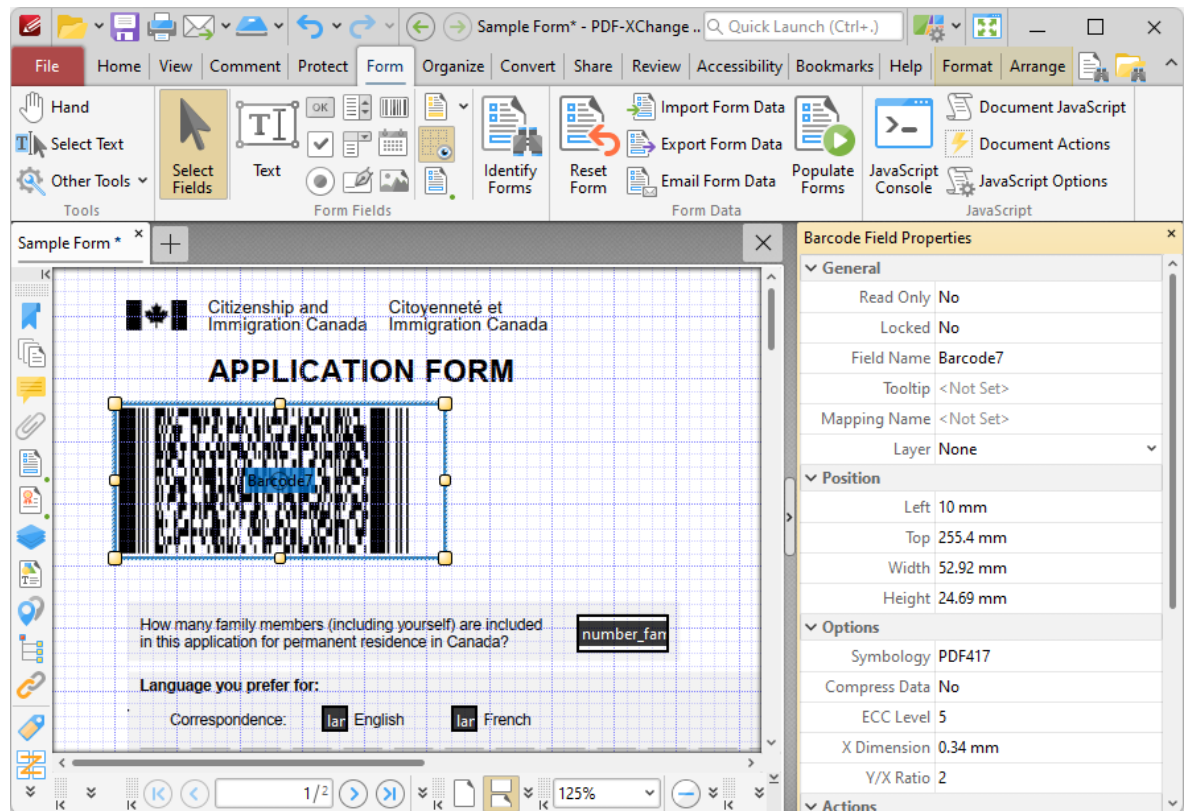 Sample Form* - PDF-XChange ..
Quick Launch (Ctrl+.)
File Home View Comment Protect Form Organize Convert Share Review Accessibility Bookmarks Help Format Arrange
Hand
Select Text
Other Tools
Tools
Select Fields
Text
OK
Form Fields
Identify Forms
Reset Form
Import Form Data
Export Form Data
Email Form Data
Populate Forms
Form Data
JavaScript Console
Document JavaScript
Document Actions
JavaScript Options
JavaScript
Sample Form *
Citizenship and
Immigration Canada
Citoyenneté et
Immigration Canada
APPLICATION FORM
Barcode7
How many family members (including yourself) are included
in this application for permanent residence in Canada?
number_fam
Language you prefer for:
Correspondence: lar English lar French
1/2
125%
Barcode Field Properties
General
Read Only No
Locked No
Field Name Barcode7
Tooltip <Not Set>
Mapping Name <Not Set>
Layer None
Position
Left 10 mm
Top 255.4 mm
Width 52.92 mm
Height 24.69 mm
Options
Symbology PDF417
Compress Data No
ECC Level 5
X Dimension 0.34 mm
Y/X Ratio 2
Actions